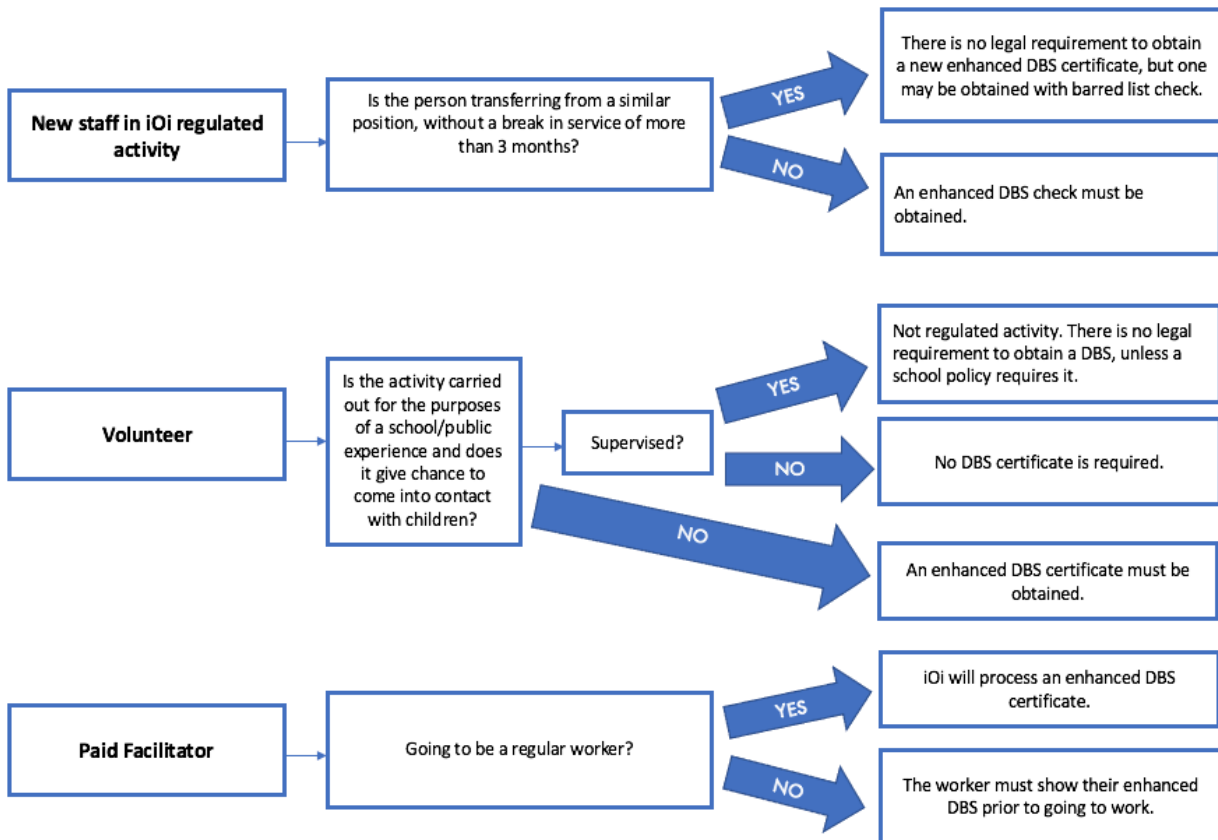 New staff in iOi regulated
activity
Is the person transferring from a similar
position, without a break in service of more
than 3 months?
YES
There is no legal requirement to obtain
a new enhanced DBS certificate, but one
may be obtained with barred list check.
NO
An enhanced DBS check must be
obtained.
Volunteer
Is the activity carried
out for the purposes
of a school/public
experience and does
it give chance to
come into contact
with children?
Supervised?
YES
Not regulated activity. There is no legal
requirement to obtain a DBS, unless a
school policy requires it.
NO
No DBS certificate is required.
NO
An enhanced DBS certificate must be
obtained.
Paid Facilitator
Going to be a regular worker?
YES
iOi will process an enhanced DBS
certificate.
NO
The worker must show their enhanced
DBS prior to going to work.